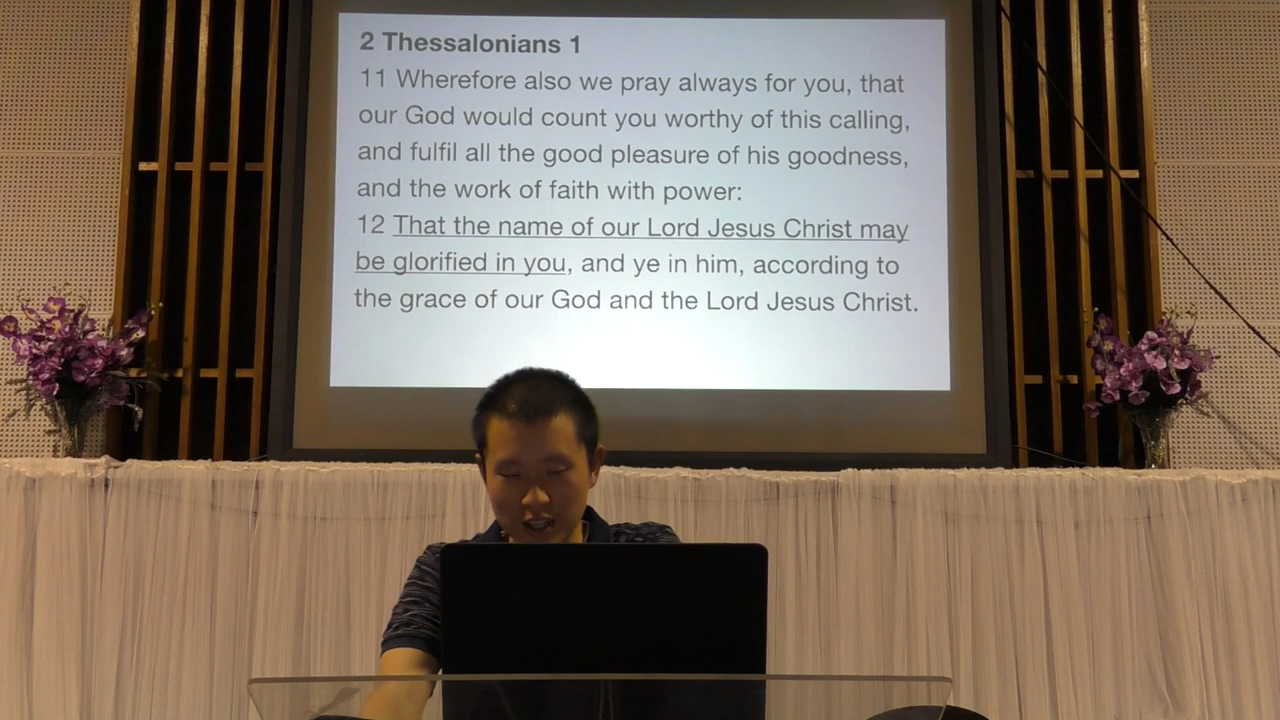 2 Thessalonians 1
11 Wherefore also we pray always for you, that
our God would count you worthy of this calling,
and fulfil all the good pleasure of his goodness,
and the work of faith with power:
12 That the name of our Lord Jesus Christ may
be glorified in you, and ye in him, according to
the grace of our God and the Lord Jesus Christ.